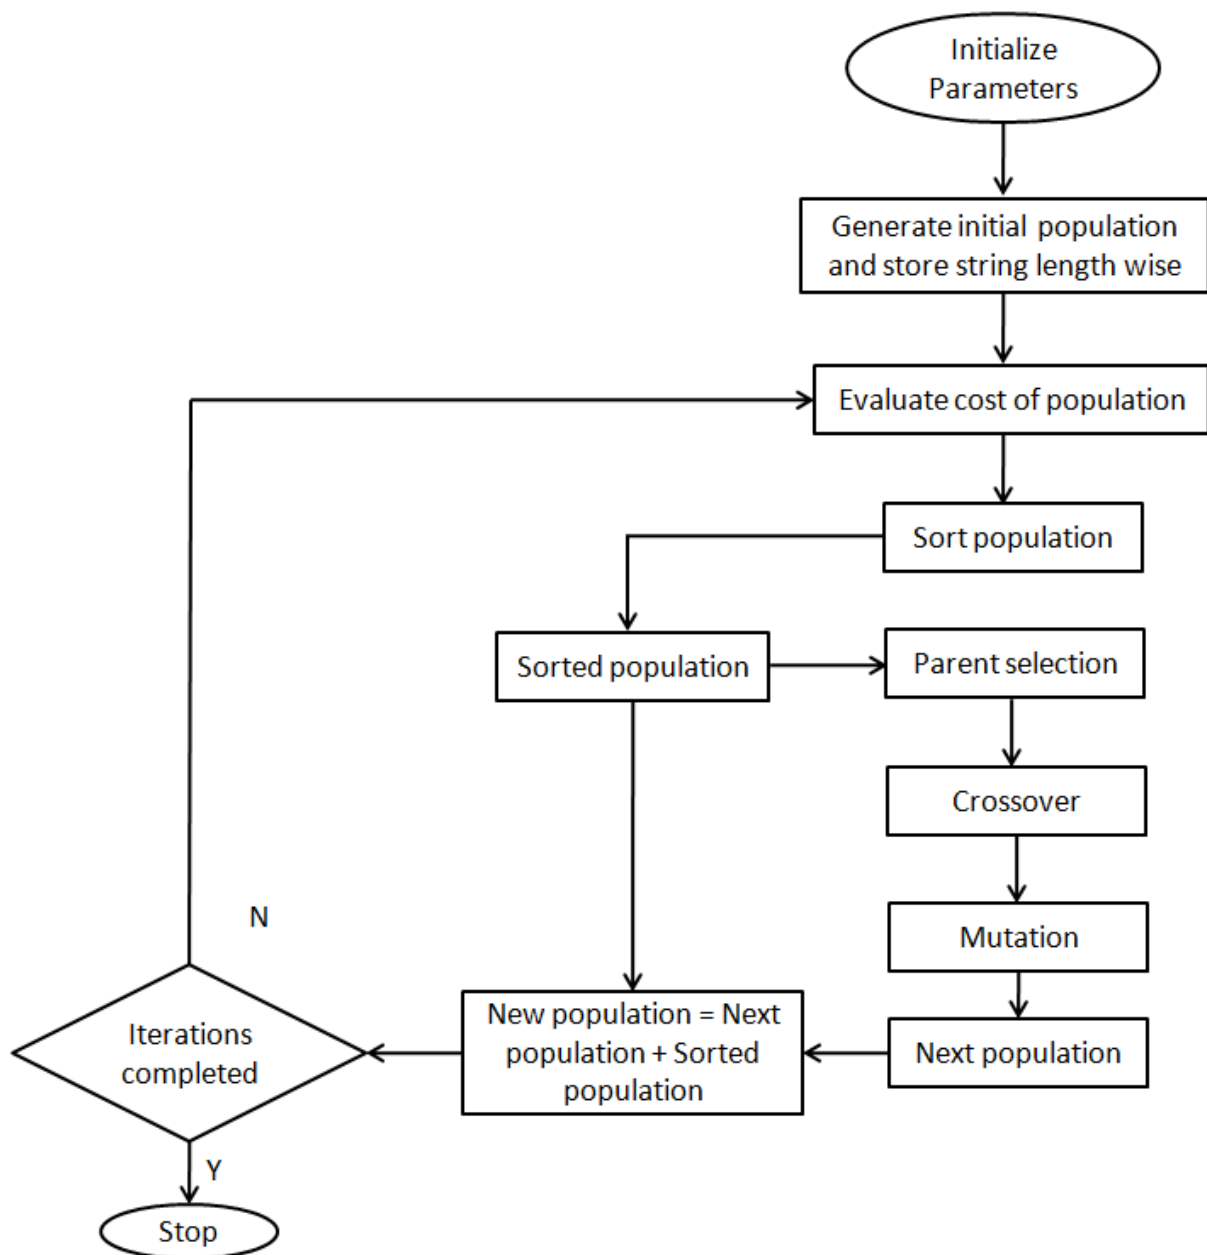 Initialize
Parameters
Generate initial population
and store string length wise
Evaluate cost of population
Sort population
Sorted population
Parent selection
Crossover
N
Mutation
New population = Next
population + Sorted
population
Next population
Iterations
completed
Y
Stop